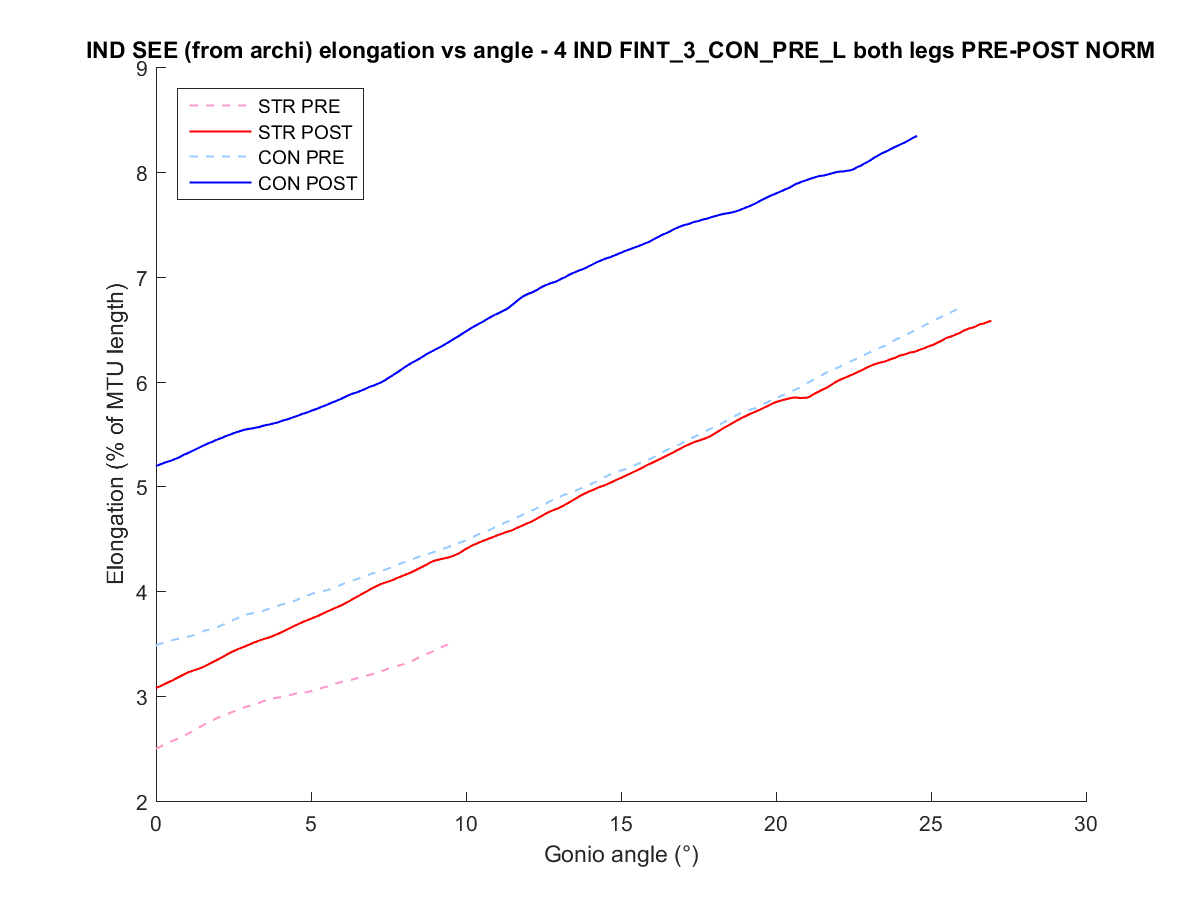 IND SEE (from archi) elongation vs angle - 4 IND FINT_3_CON_PRE_L both legs PRE-POST NORM
9
8
7
6
5
4
3
2
Elongation (% of MTU length)
STR PRE
STR POST
CON PRE
CON POST
0 5 10 15 20 25 30
Gonio angle (°)